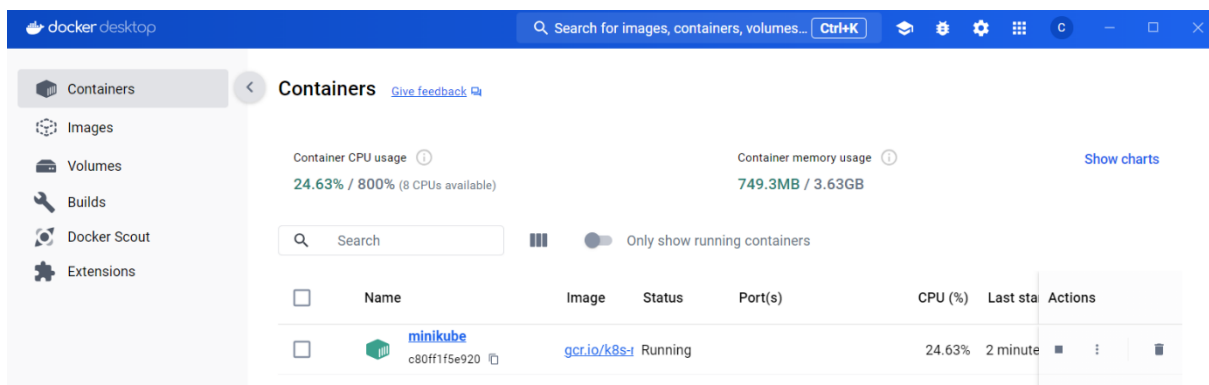 docker desktop
Search for images, containers, volumes... Ctrl+K
C
Containers
Images
Volumes
Builds
Docker Scout
Extensions
Containers Give feedback
Container CPU usage
24.63% / 800% (8 CPUs available)
Container memory usage
749.3MB / 3.63GB
Show charts
Search
Only show running containers
Name Image Status Port(s) CPU (%) Last sta Actions
minikube
c80ff1f5e920
gcr.io/k8s- Running 24.63% 2 minute